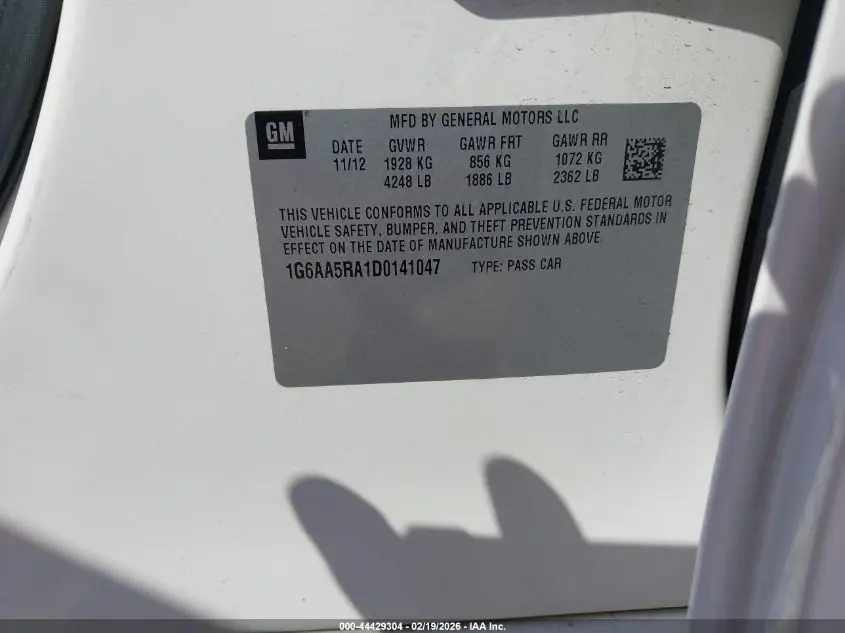 GM
MFD BY GENERAL MOTORS LLC
DATE GVWR GAWR FRT GAWR RR
11/12 1928 KG 856 KG 1072 KG
4248 LB 1886 LB 2362 LB
THIS VEHICLE CONFORMS TO ALL APPLICABLE U.S. FEDERAL MOTOR
VEHICLE SAFETY, BUMPER, AND THEFT PREVENTION STANDARDS IN
EFFECT ON THE DATE OF MANUFACTURE SHOWN ABOVE.
1G6AA5RA1D0141047 TYPE: PASS CAR
000-44429304 - 02/19/2026 - IAA Inc.